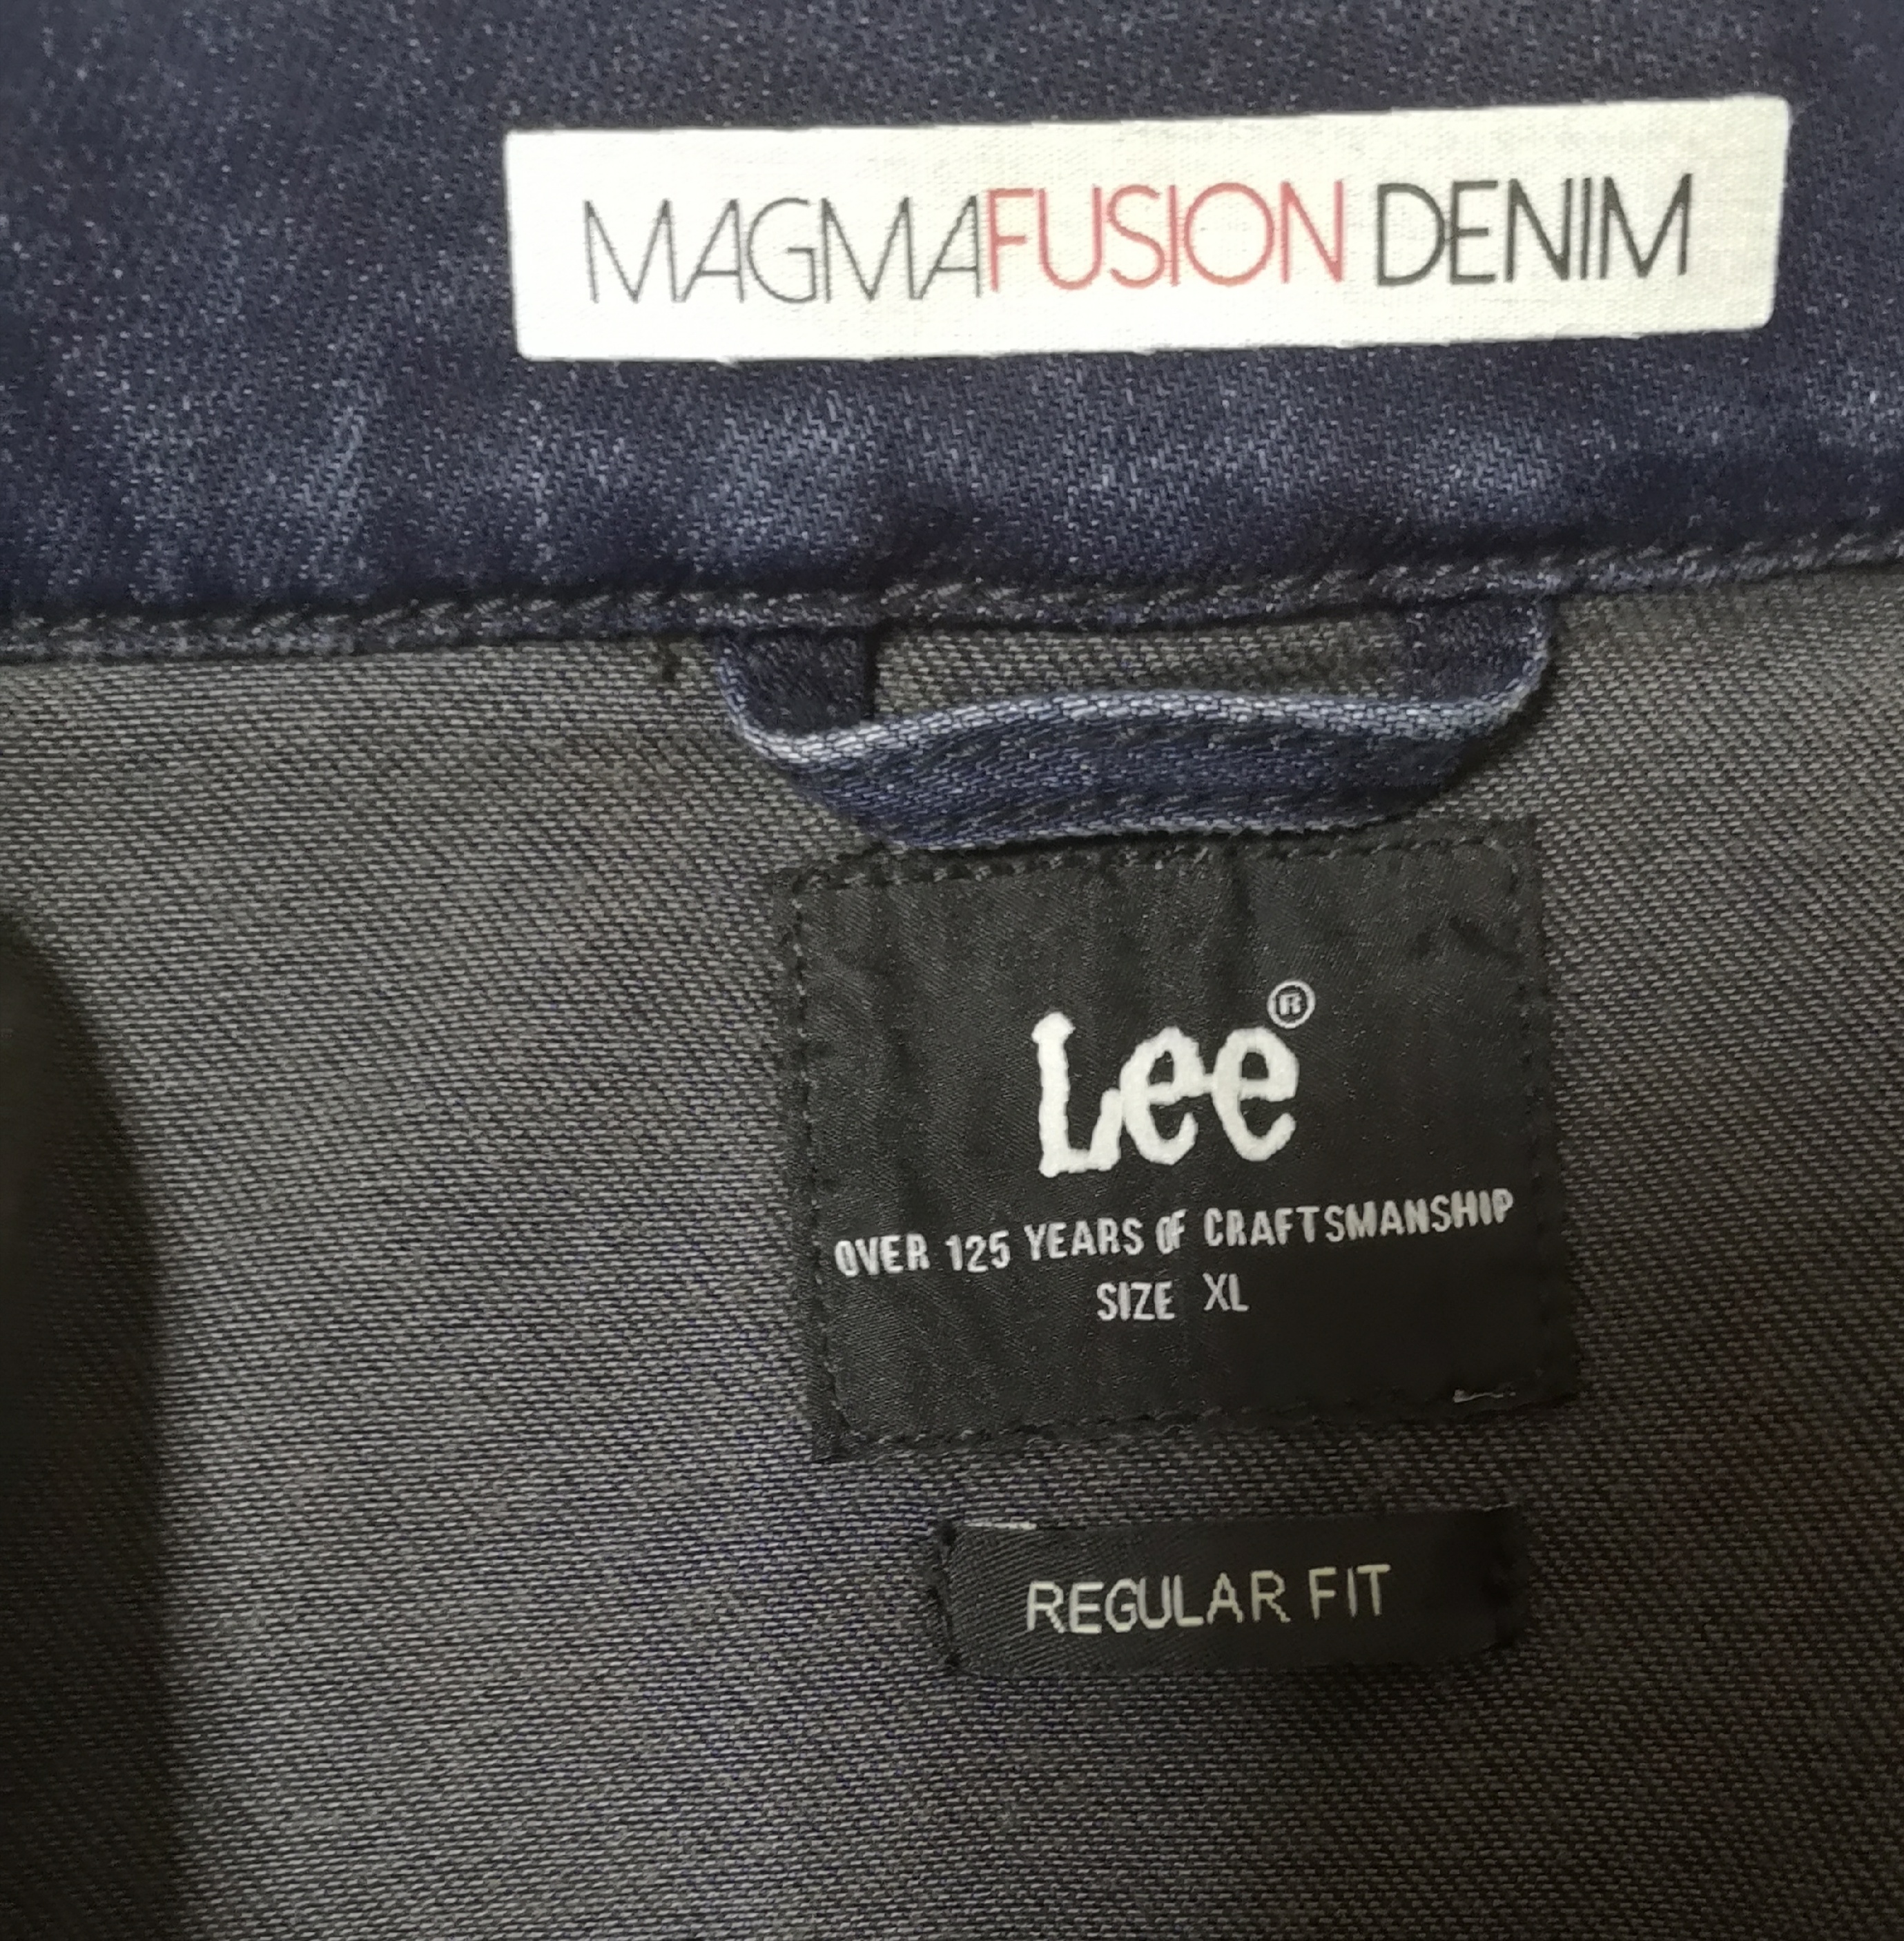 MAGMAFUSION DENIM
Lee®
OVER 125 YEARS OF CRAFTSMANSHIP
SIZE XL
REGULAR FIT